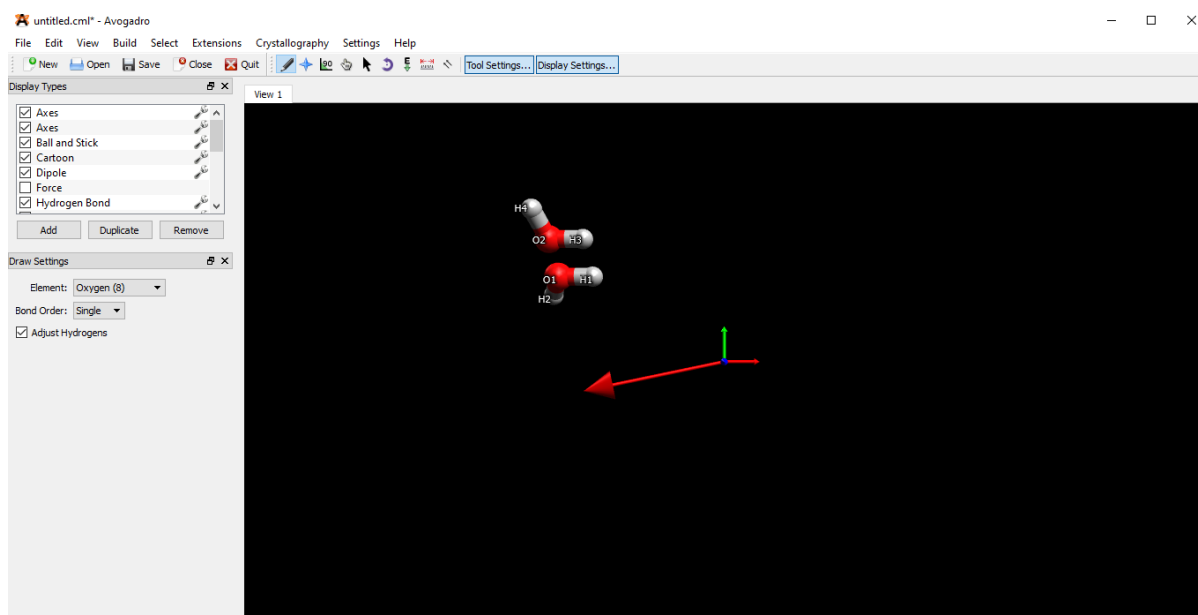 untitled.cml* - Avogadro
File Edit View Build Select Extensions Crystallography Settings Help
New Open Save Close Quit E Tool Settings... Display Settings...
Display Types
View 1
Axes
Axes
Ball and Stick
Cartoon
Dipole
Force
Hydrogen Bond
Add Duplicate Remove
Draw Settings
Element: Oxygen (8)
Bond Order: Single
Adjust Hydrogens
H4
O2 H3
O1 H1
H2